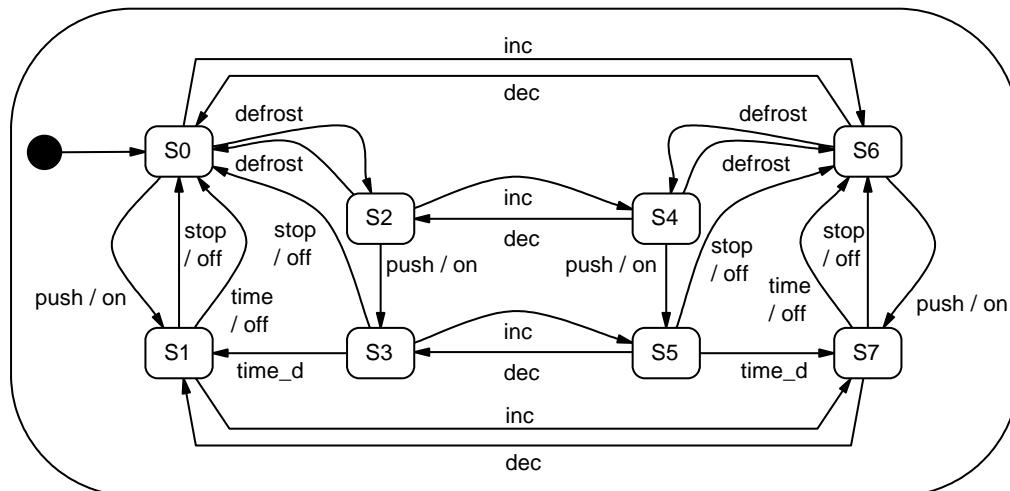 inc
dec
defrost
defrost
S0
S6
defrost
defrost
S2
inc
S4
dec
stop
/ off
stop
/ off
stop
/ off
stop
/ off
push / on
push / on
push / on
time
/ off
time
/ off
push / on
S1
S3
inc
S5
S7
time_d
dec
time_d
inc
dec